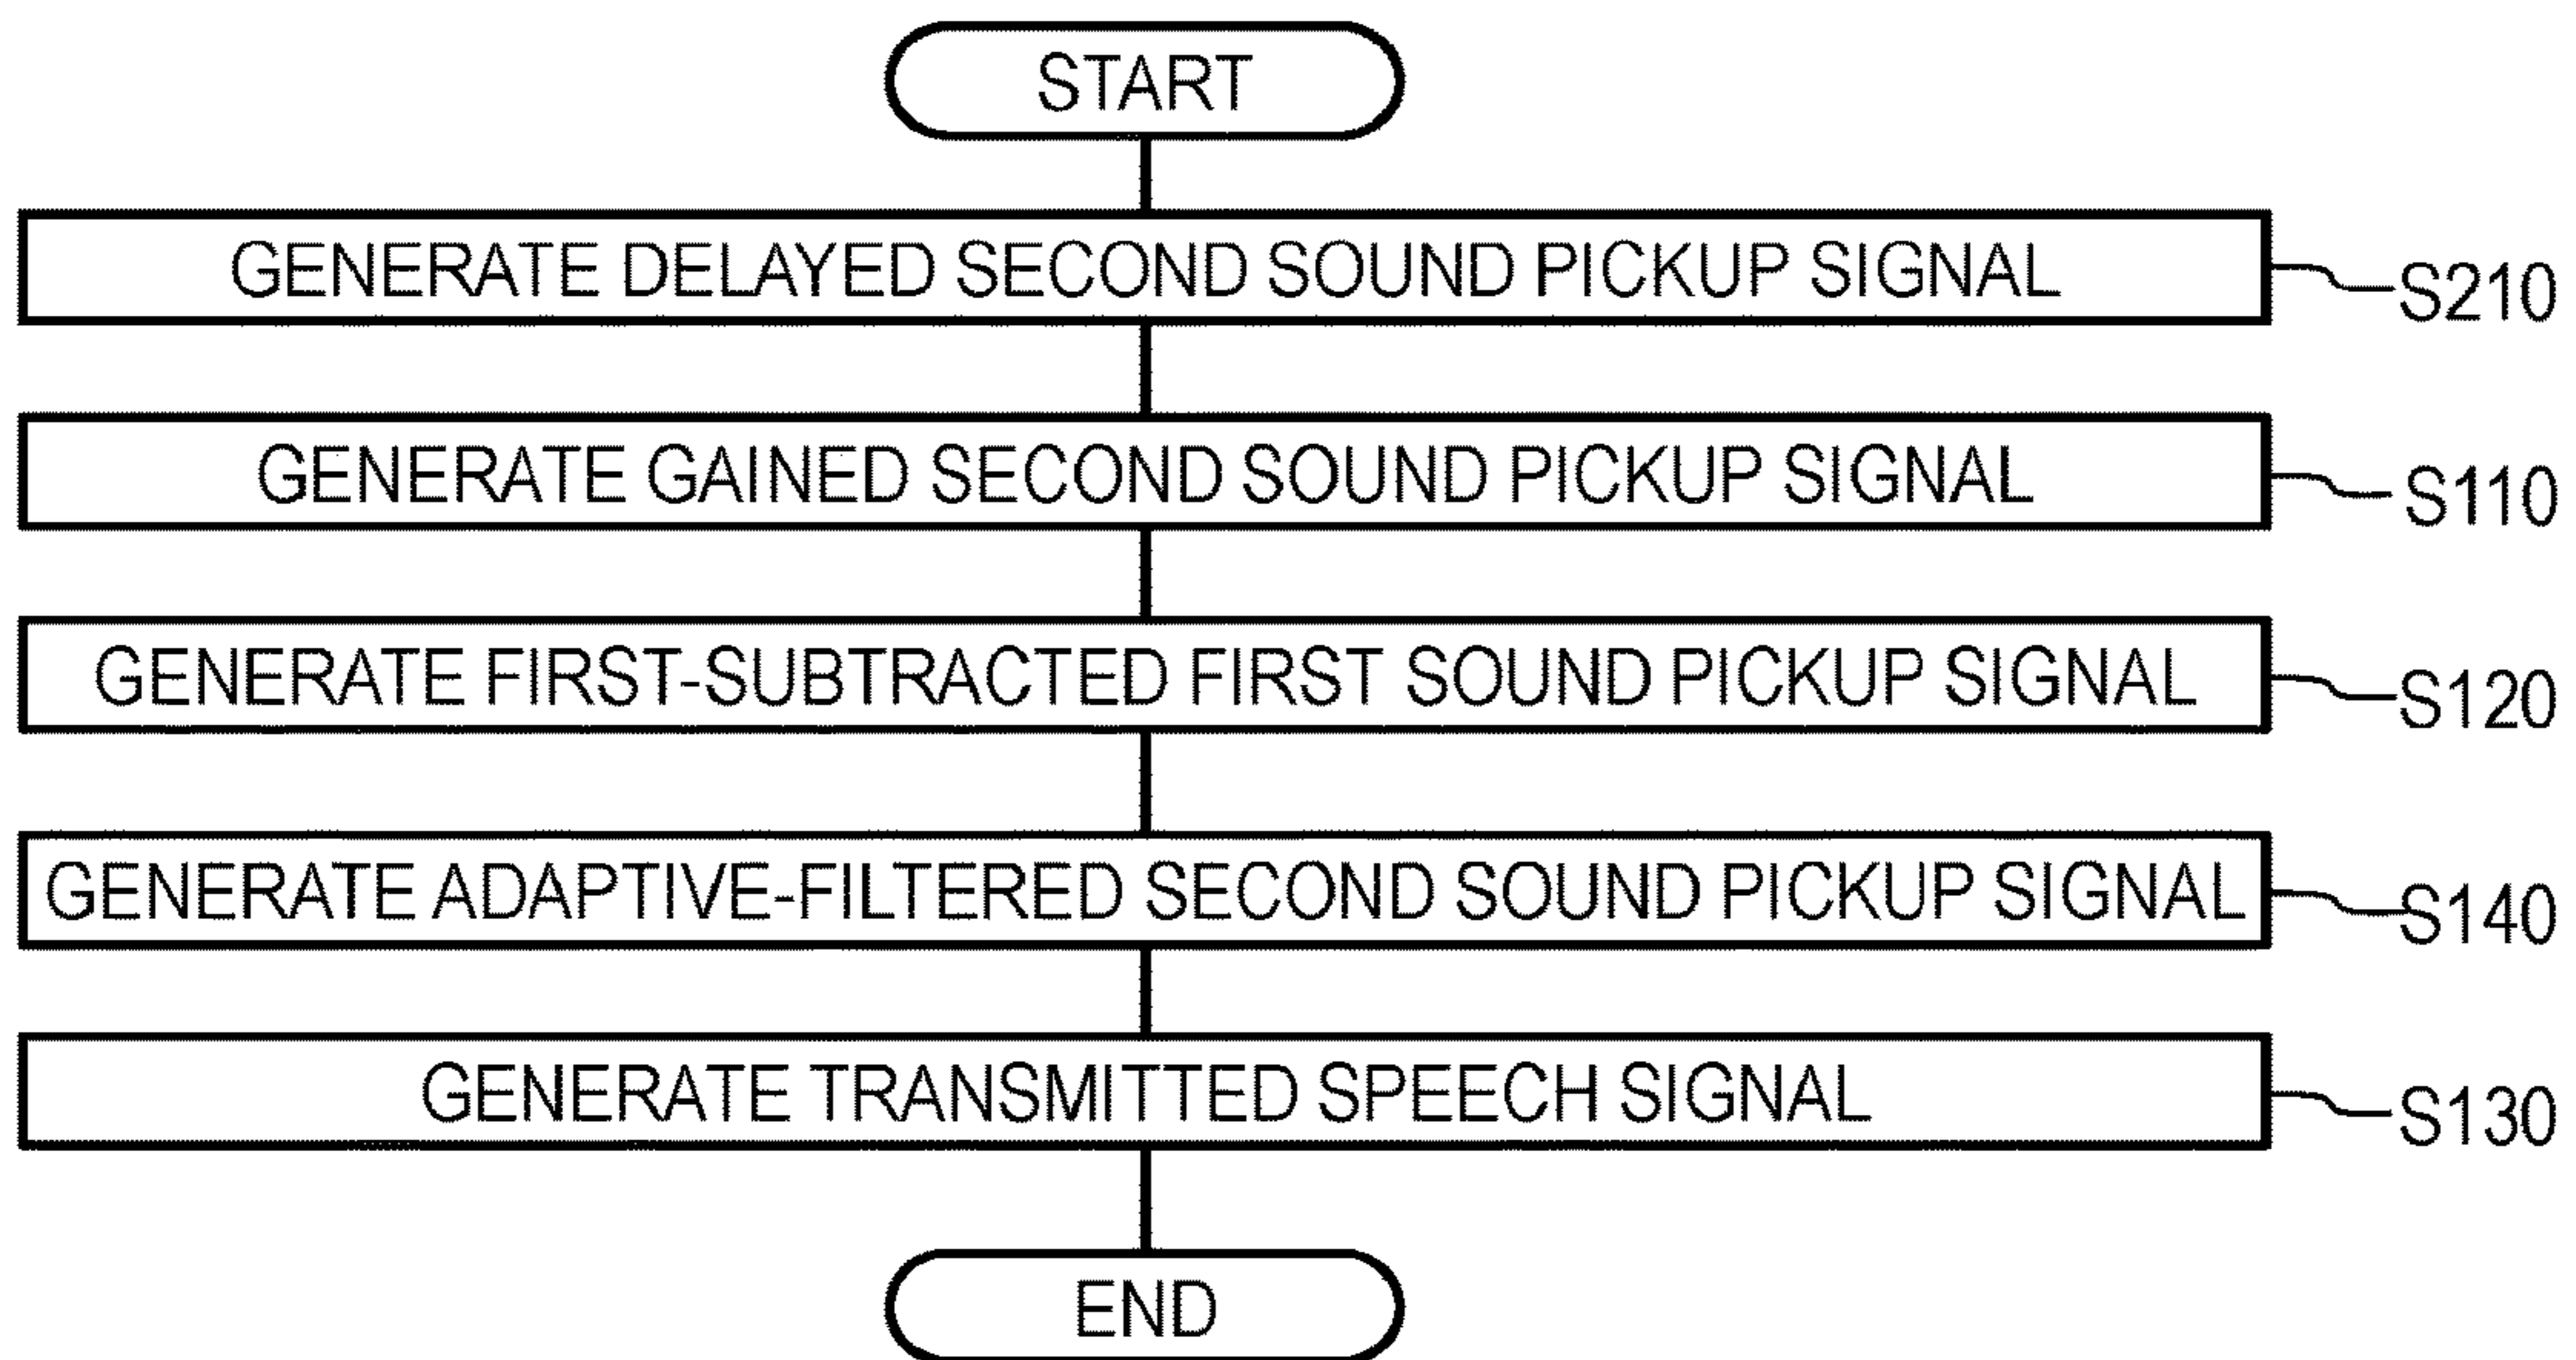 START
GENERATE DELAYED SECOND SOUND PICKUP SIGNAL
S210
GENERATE GAINED SECOND SOUND PICKUP SIGNAL
S110
GENERATE FIRST-SUBTRACTED FIRST SOUND PICKUP SIGNAL
S120
GENERATE ADAPTIVE-FILTERED SECOND SOUND PICKUP SIGNAL
S140
GENERATE TRANSMITTED SPEECH SIGNAL
S130
END